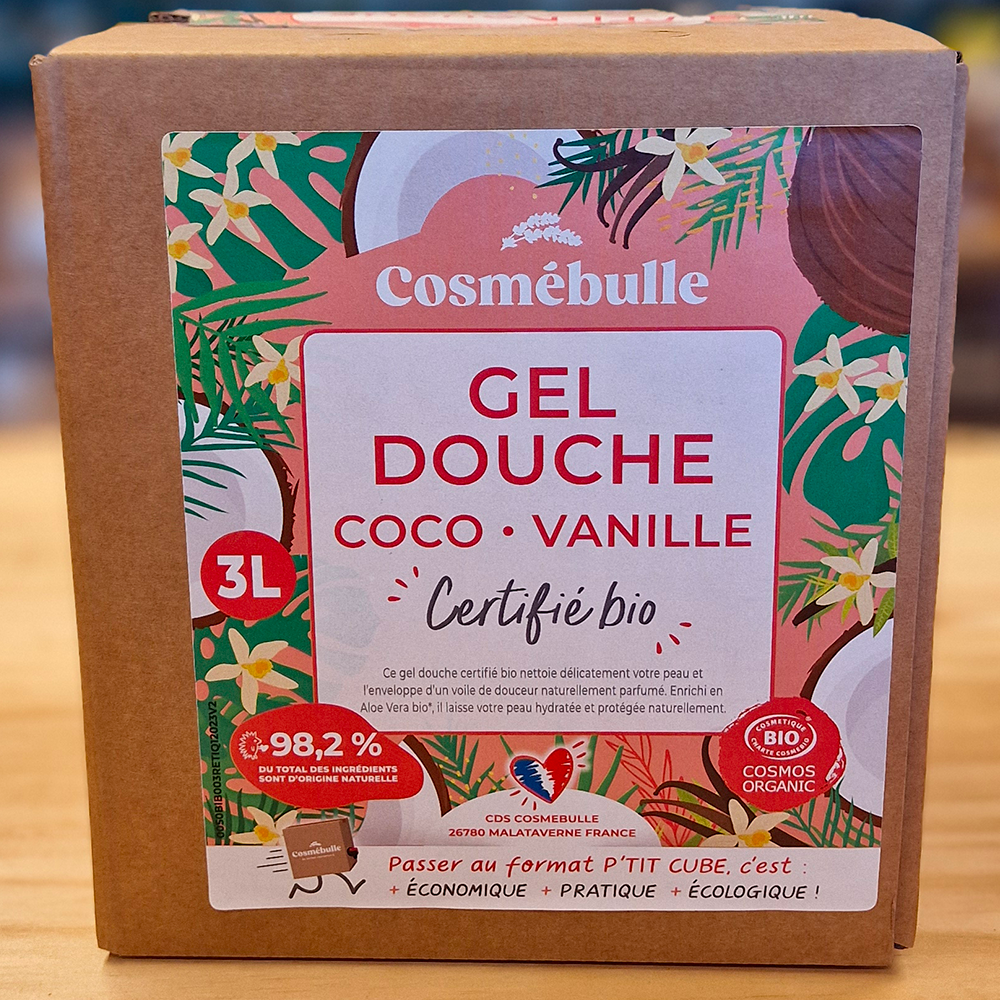 Cosmébulle
GEL
DOUCHE
COCO • VANILLE
Certifié bio
3L
Ce gel douche certifié bio nettoie délicatement votre peau et
l'enveloppe d'un voile de douceur naturellement parfumé. Enrichi en
Aloe Vera bio*, il laisse votre peau hydratée et protégée naturellement.
98,2 %
DU TOTAL DES INGRÉDIENTS
SONT D'ORIGINE NATURELLE
COSMETIQUE
BIO
CHARTE COSMEBIO
COSMOS
ORGANIC
CDS COSMEBULLE
26780 MALATAVERNE FRANCE
Cosmébulle
Passer au format P'TIT CUBE, c'est :
+ ÉCONOMIQUE + PRATIQUE + ÉCOLOGIQUE !